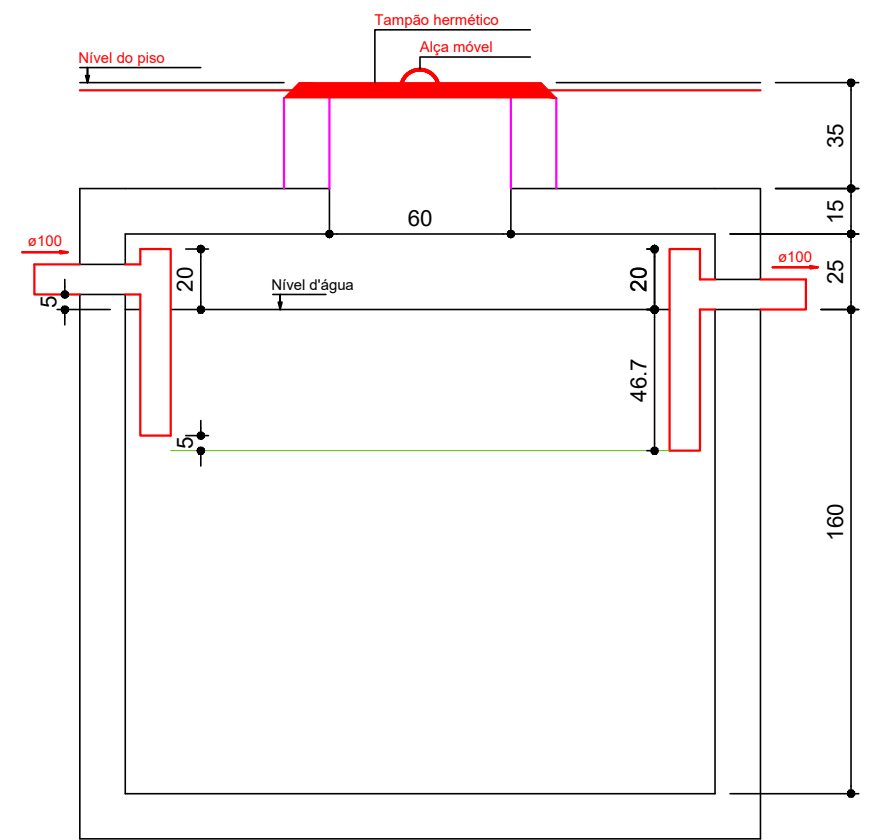 Tampão hermético
Alça móvel
Nível do piso
35
15
60
ø100
20
5
Nível d'água
20
ø100
25
46.7
5
160